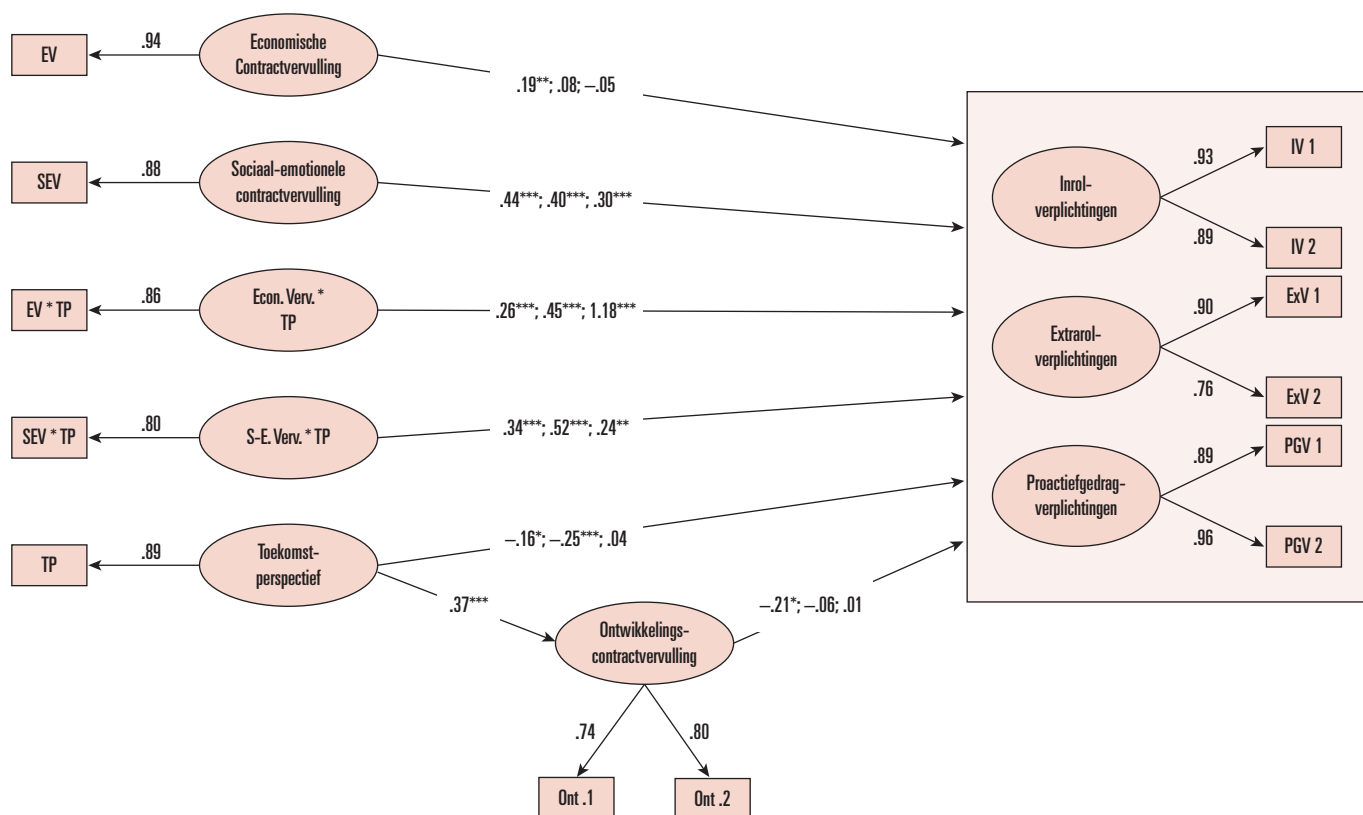 EV
.94
Economische
Contractvervulling
.19**; .08; –.05
SEV
.88
Sociaal-emotionele
contractvervulling
.44***; .40***; .30***
EV * TP
.86
Econ. Verv. *
TP
.26***; .45***; 1.18***
SEV * TP
.80
S-E. Verv. * TP
.34***; .52***; .24**
TP
.89
Toekomst-
perspectief
–.16*; –.25***; .04
.37***
Ontwikkelings-
contractvervulling
–.21*; –.06; .01
.74
.80
Ont .1
Ont .2
Inrol-
verplichtingen
.93
IV 1
.89
IV 2
Extrarol-
verplichtingen
.90
ExV 1
.76
ExV 2
Proactiefgedrag-
verplichtingen
.89
PGV 1
.96
PGV 2